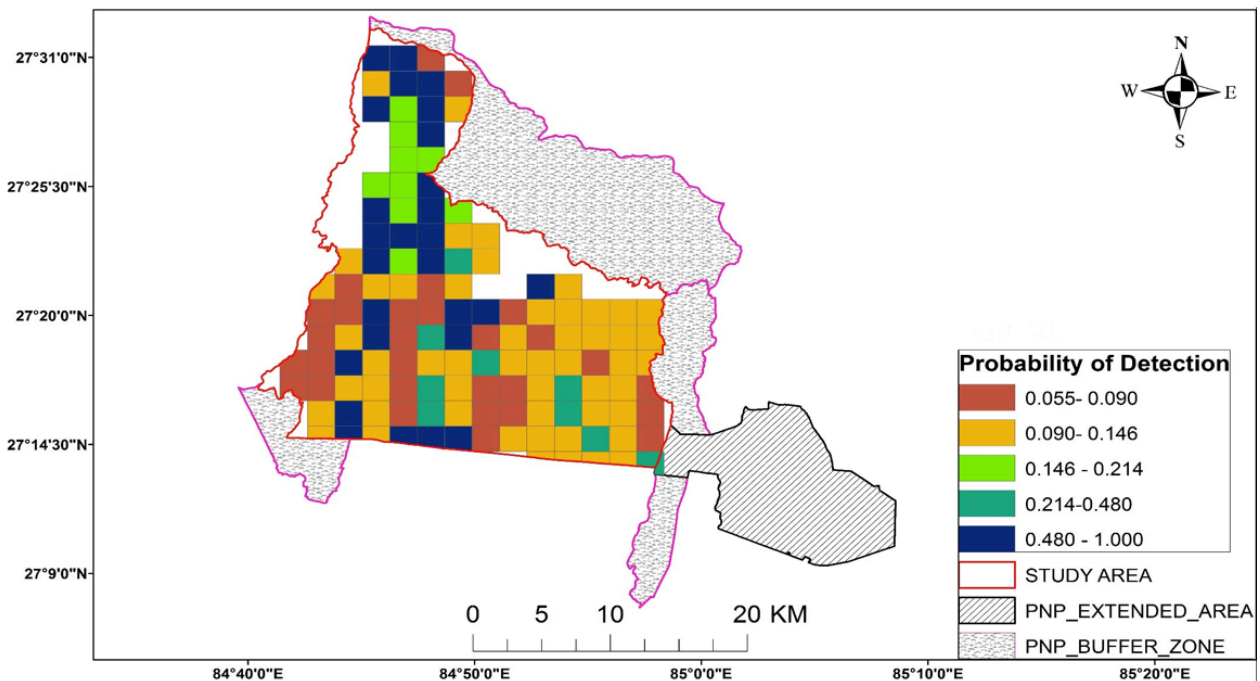 N
W E
S
27°31'0"N
27°25'30"N
27°20'0"N
27°14'30"N
27°9'0"N
Probability of Detection
0.055- 0.090
0.090- 0.146
0.146 - 0.214
0.214-0.480
0.480 - 1.000
STUDY AREA
PNP_EXTENDED_AREA
PNP_BUFFER_ZONE
0 5 10 20 KM
84°40'0"E 84°50'0"E 85°0'0"E 85°10'0"E 85°20'0"E